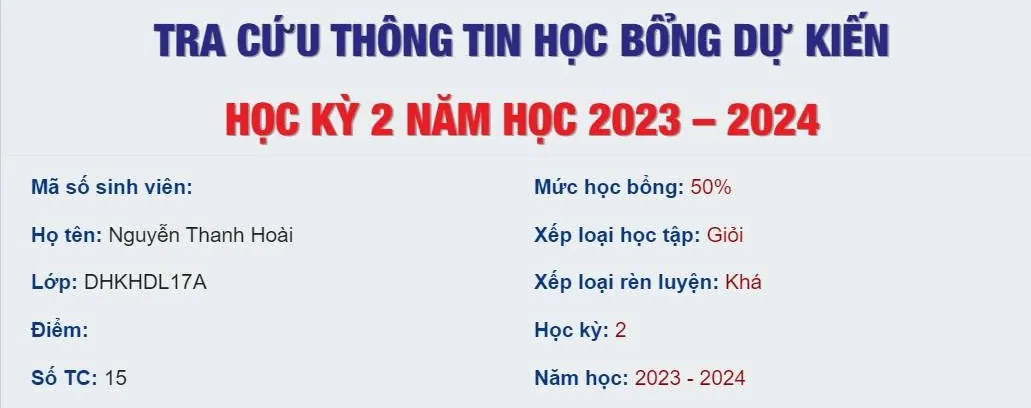 TRA CỨU THÔNG TIN HỌC BỔNG DỰ KIẾN
HỌC KỲ 2 NĂM HỌC 2023 – 2024
Mã số sinh viên:
Họ tên: Nguyễn Thanh Hoài
Lớp: DHKHDL17A
Điểm:
Số TC: 15
Mức học bổng: 50%
Xếp loại học tập: Giỏi
Xếp loại rèn luyện: Khá
Học kỳ: 2
Năm học: 2023 - 2024